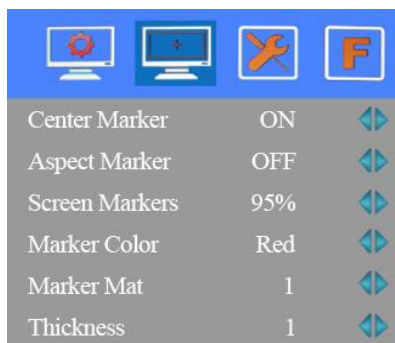 F
Center Marker ON
Aspect Marker OFF
Screen Markers 95%
Marker Color Red
Marker Mat 1
Thickness 1